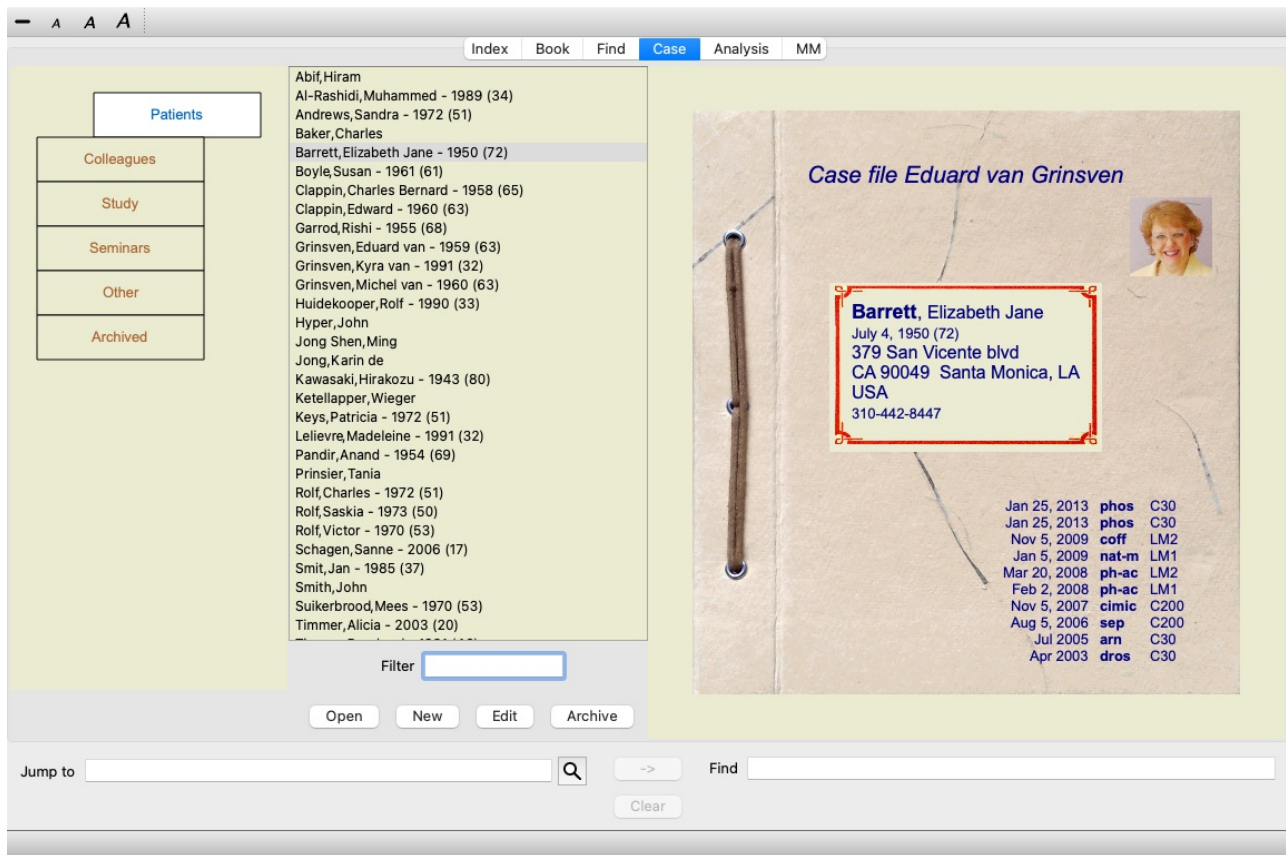 A A A
Index Book Find Case Analysis MM
Patients
Colleagues
Study
Seminars
Other
Archived
Abif,Hiram
Al-Rashidi,Muhammed - 1989 (34)
Andrews,Sandra - 1972 (51)
Baker,Charles
Barrett,Elizabeth Jane - 1950 (72)
Boyle,Susan - 1961 (61)
Clappin,Charles Bernard - 1958 (65)
Clappin,Edward - 1960 (63)
Garrod,Rishi - 1955 (68)
Grinsven,Eduard van - 1959 (63)
Grinsven,Kyra van - 1991 (32)
Grinsven,Michel van - 1960 (63)
Huidekooper,Rolf - 1990 (33)
Hyper,John
Jong Shen,Ming
Jong,Karin de
Kawasaki,Hirakozu - 1943 (80)
Ketellapper,Wieger
Keys,Patricia - 1972 (51)
Lelievre,Madeleine - 1991 (32)
Pandir,Anand - 1954 (69)
Prinsier,Tania
Rolf,Charles - 1972 (51)
Rolf,Saskia - 1973 (50)
Rolf,Victor - 1970 (53)
Schagen,Sanne - 2006 (17)
Smit,Jan - 1985 (37)
Smith,John
Suikerbrood,Mees - 1970 (53)
Timmer,Alicia - 2003 (20)
Filter
Open New Edit Archive
Case file Eduard van Grinsven
Barrett, Elizabeth Jane
July 4, 1950 (72)
379 San Vicente blvd
CA 90049 Santa Monica, LA
USA
310-442-8447
Jan 25, 2013 phos C30
Jan 25, 2013 phos C30
Nov 5, 2009 coff LM2
Jan 5, 2009 nat-m LM1
Mar 20, 2008 ph-ac LM2
Feb 2, 2008 ph-ac LM1
Nov 5, 2007 cimic C200
Aug 5, 2006 sep C200
Jul 2005 arn C30
Apr 2003 dros C30
Jump to -> Find
Clear